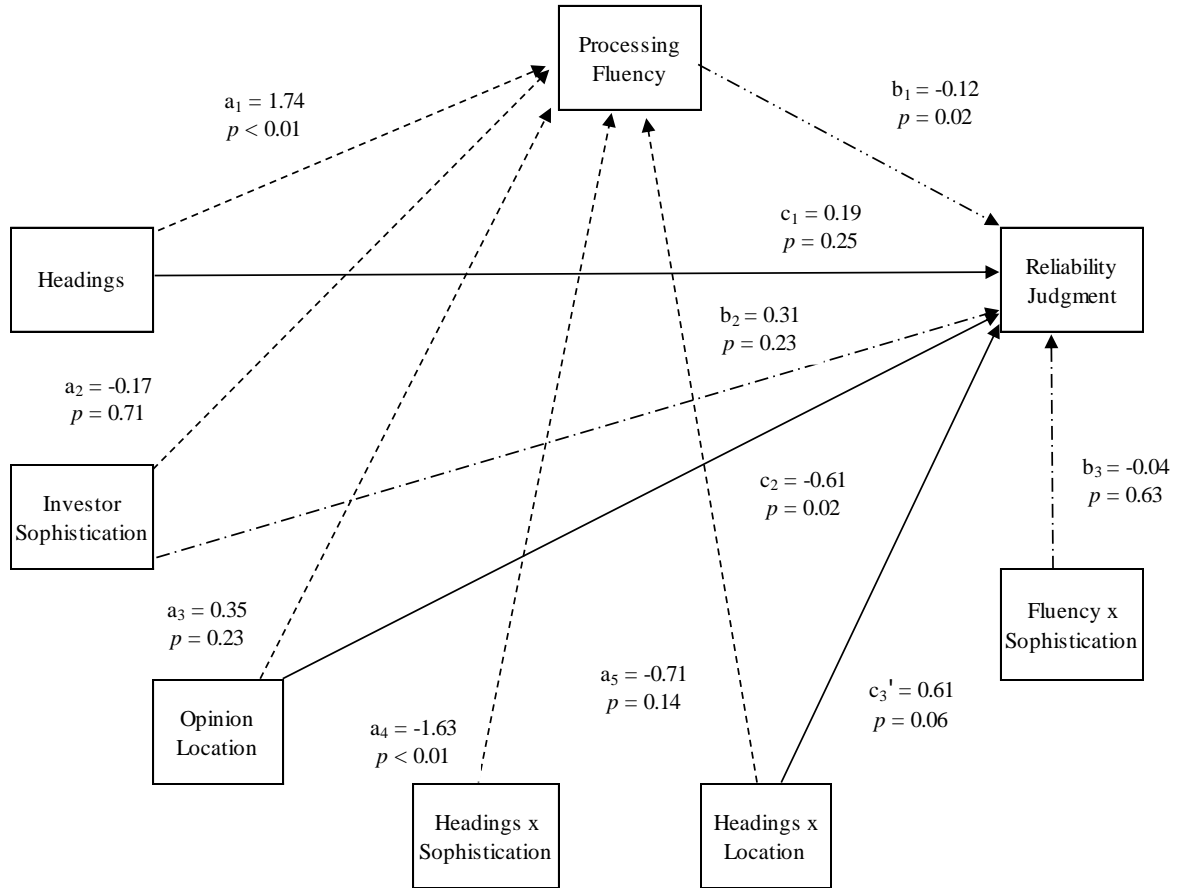 Processing
Fluency
a₁ = 1.74
p < 0.01
b₁ = -0.12
p = 0.02
c₁ = 0.19
p = 0.25
Headings
Reliability
Judgment
b₂ = 0.31
p = 0.23
a₂ = -0.17
p = 0.71
Investor
Sophistication
c₂ = -0.61
p = 0.02
b₃ = -0.04
p = 0.63
a₃ = 0.35
p = 0.23
Fluency x
Sophistication
Opinion
Location
a₅ = -0.71
p = 0.14
c₃' = 0.61
p = 0.06
a₄ = -1.63
p < 0.01
Headings x
Sophistication
Headings x
Location